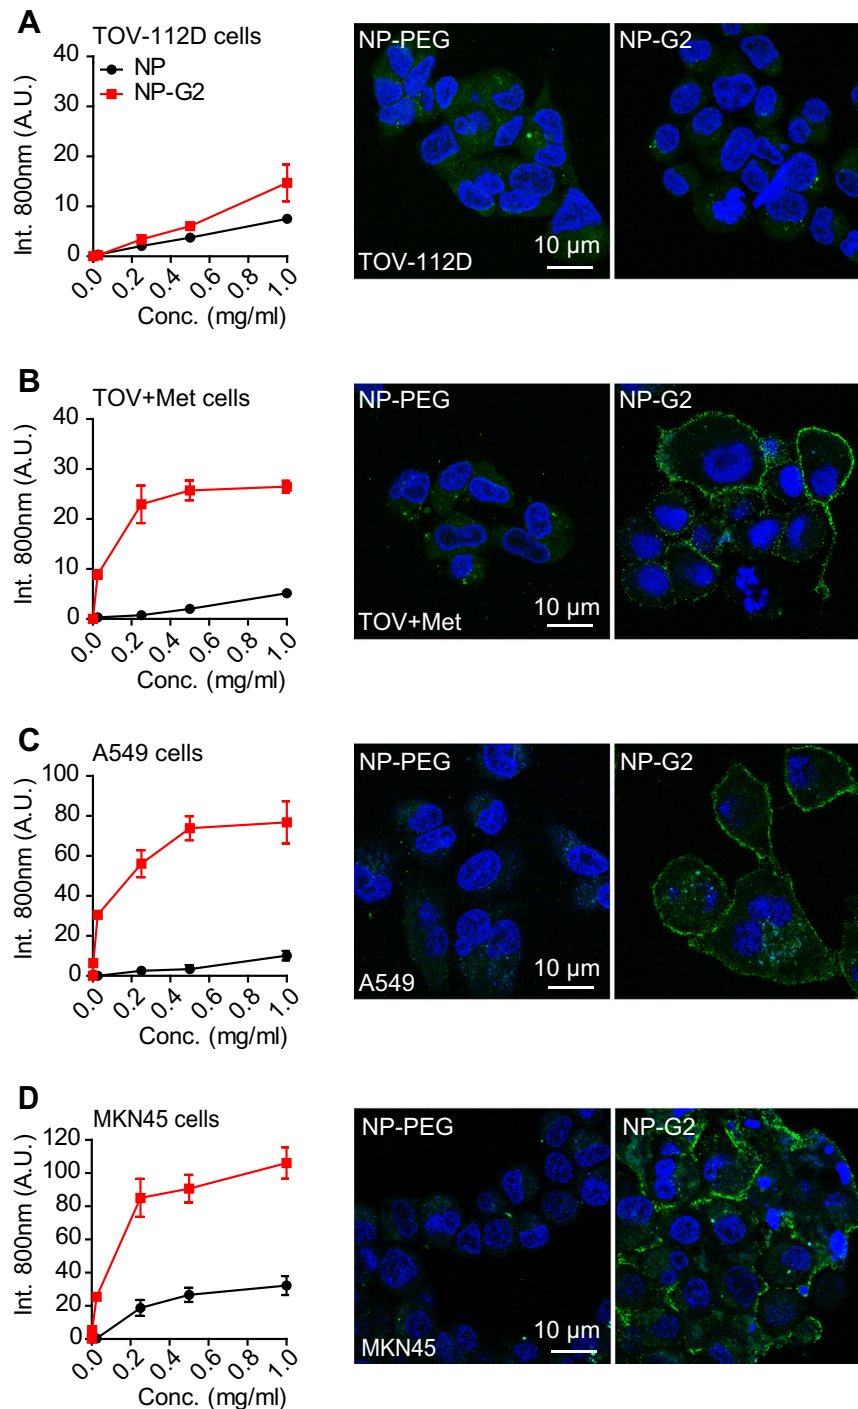 A
TOV-112D cells
NP
NP-G2
40
30
20
10
0
Int. 800nm (A.U.)
0.0 0.2 0.4 0.6 0.8 1.0
Conc. (mg/ml)
NP-PEG
10 µm
TOV-112D
NP-G2
B
TOV+Met cells
40
30
20
10
0
Int. 800nm (A.U.)
0.0 0.2 0.4 0.6 0.8 1.0
Conc. (mg/ml)
NP-PEG
10 µm
TOV+Met
NP-G2
C
A549 cells
100
80
60
40
20
0
Int. 800nm (A.U.)
0.0 0.2 0.4 0.6 0.8 1.0
Conc. (mg/ml)
NP-PEG
10 µm
A549
NP-G2
D
MKN45 cells
120
100
80
60
40
20
0
Int. 800nm (A.U.)
0.0 0.2 0.4 0.6 0.8 1.0
Conc. (mg/ml)
NP-PEG
10 µm
MKN45
NP-G2